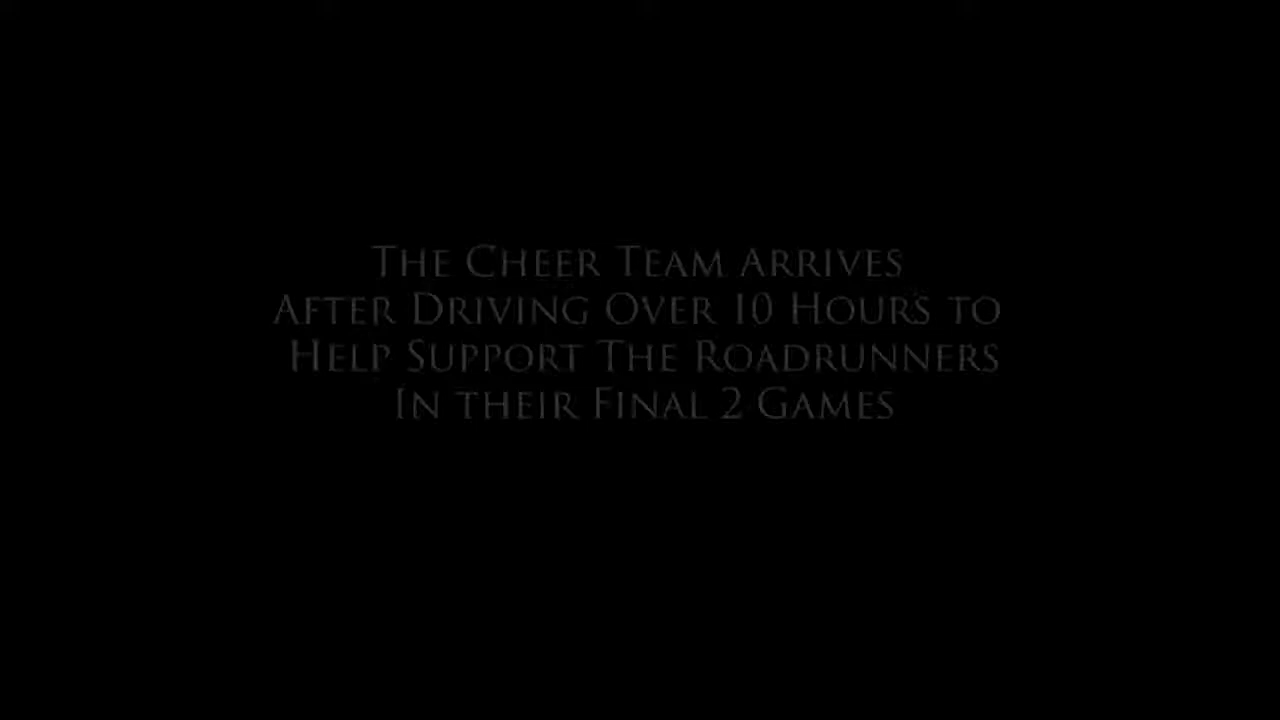 The Cheer Team Arrives
After Driving Over 10 Hours to
Help Support The Roadrunners
In their Final 2 Games